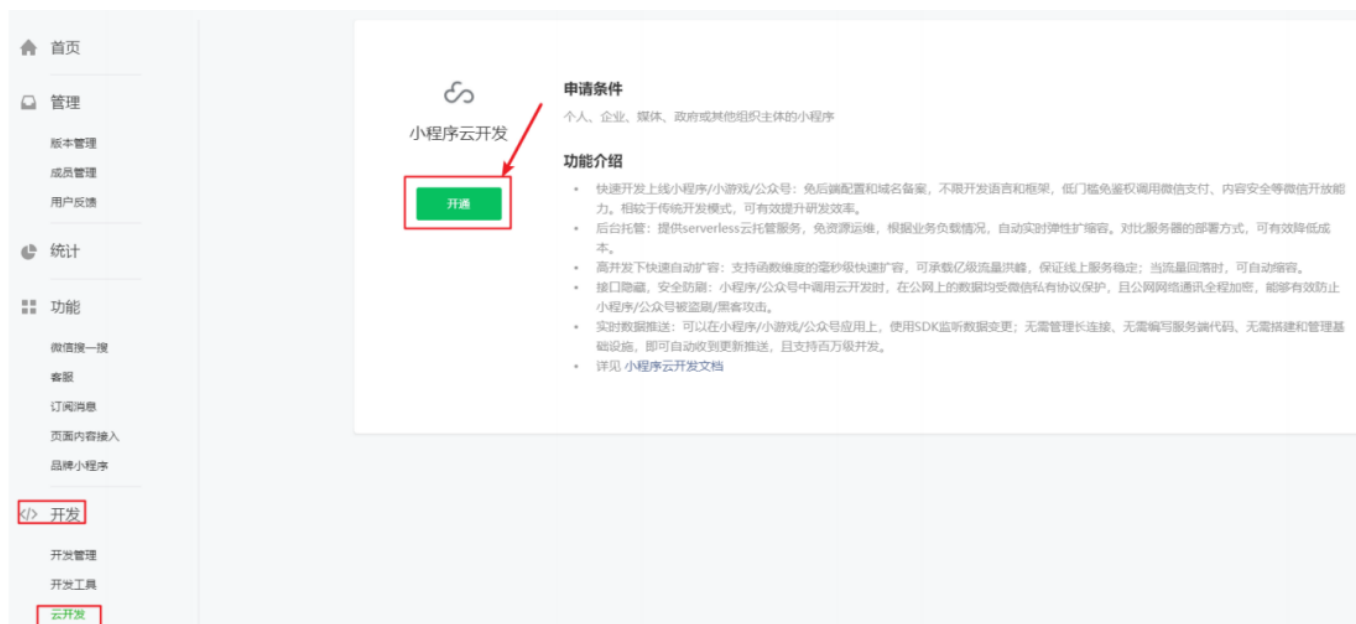 首页
管理
版本管理
成员管理
用户反馈
统计
功能
微信搜一搜
客服
订阅消息
页面内容接入
品牌小程序
</> 开发
开发管理
开发工具
云开发
小程序云开发
开通
申请条件
个人、企业、媒体、政府或其他组织主体的小程序
功能介绍
• 快速开发上线小程序/小游戏/公众号：免后端配置和域名备案，不限开发语言和框架，低门槛免鉴权调用微信支付、内容安全等微信开放能
力。相较于传统开发模式，可有效提升研发效率。
• 后台托管：提供serverless云托管服务，免资源运维，根据业务负载情况，自动实时弹性扩缩容。对比服务器的部署方式，可有效降低成
本。
• 高并发下快速自动扩容：支持函数维度的毫秒级快速扩容，可承载亿级流量洪峰，保证线上服务稳定；当流量回落时，可自动缩容。
• 接口隐藏，安全防刷：小程序/公众号中调用云开发时，在公网上的数据均受微信私有协议保护，且公网网络通讯全程加密，能够有效防止
小程序/公众号被盗刷/黑客攻击。
• 实时数据推送：可以在小程序/小游戏/公众号应用上，使用SDK监听数据变更；无需管理长连接、无需编写服务端代码、无需搭建和管理基
础设施，即可自动收到更新推送，且支持百万级并发。
• 详见 小程序云开发文档